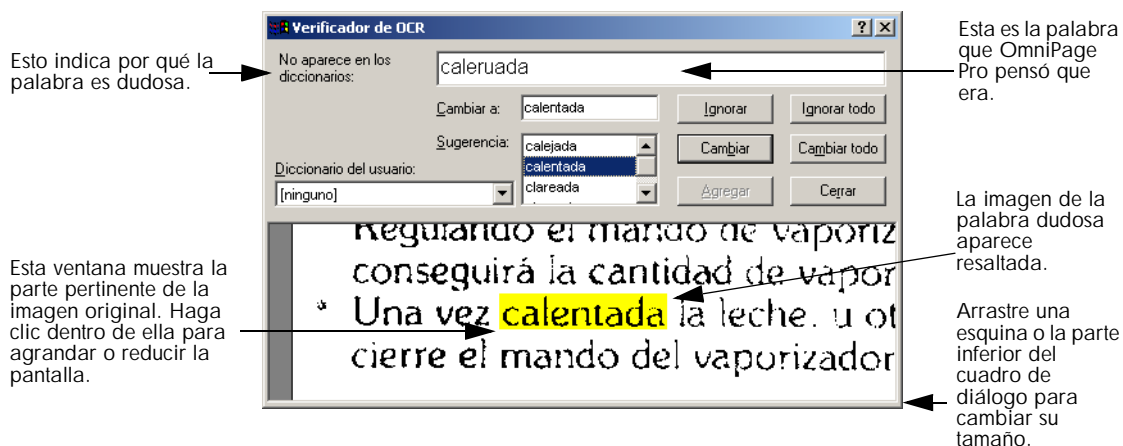 Verificador de OCR
Esto indica por qué la
palabra es dudosa.
No aparece en los
diccionarios:
caleruada
Esta es la palabra
que OmniPage
Pro pensó que
era.
Cambiar a:
calentada
Ignorar
Ignorar todo
Sugerencia:
calejada
calentada
clareada
Cambiar
Cambiar todo
Diccionario del usuario:
[ninguno]
Agregar
Cerrar
La imagen de la
palabra dudosa
aparece
resaltada.
Esta ventana muestra la
parte pertinente de la
imagen original. Haga
clic dentro de ella para
agrandar o reducir la
pantalla.
Regulando el mando de vaporiz
conseguirá la cantidad de vapor
* Una vez calentada la leche. u ot
cierre el mando del vaporizador
Arrastre una
esquina o la parte
inferior del
cuadro de
diálogo para
cambiar su
tamaño.